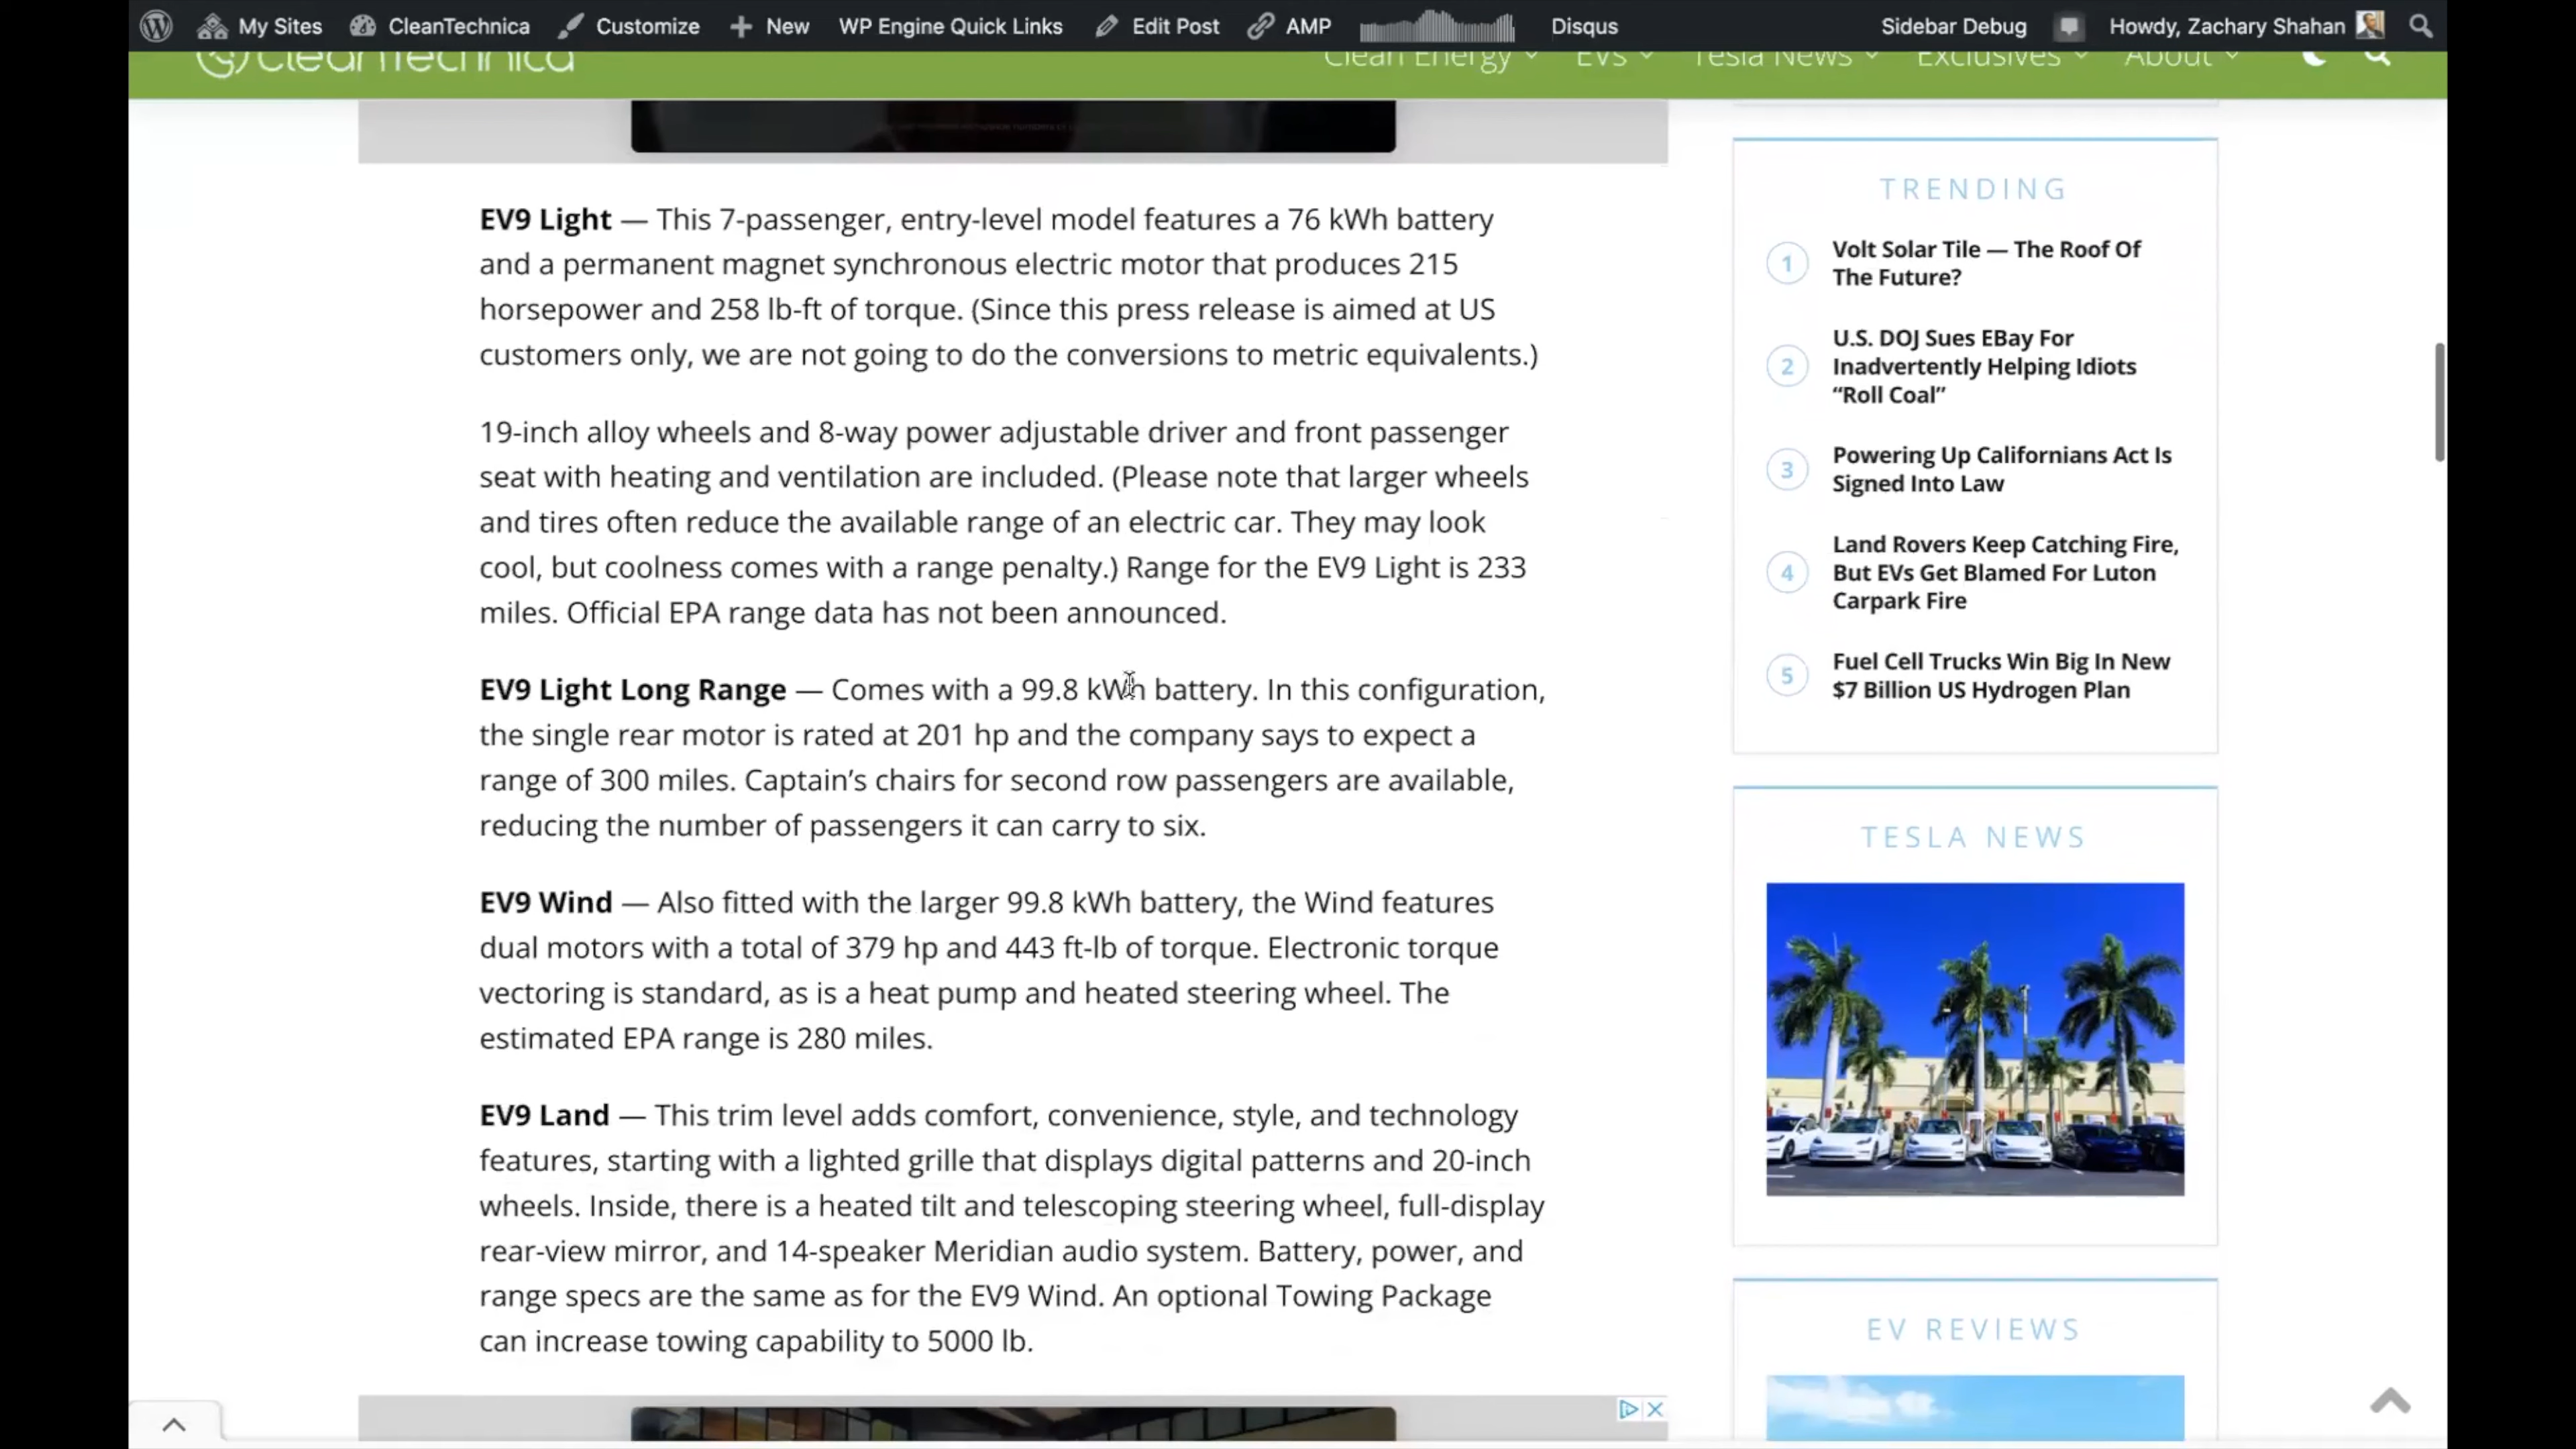 My Sites CleanTechnica Customize New WP Engine Quick Links Edit Post AMP Disqus Sidebar Debug Howdy, Zachary Shahan
CleanTechnica Clean Energy EVs Tesla News Exclusives About
EV9 Light — This 7-passenger, entry-level model features a 76 kWh battery
and a permanent magnet synchronous electric motor that produces 215
horsepower and 258 lb-ft of torque. (Since this press release is aimed at US
customers only, we are not going to do the conversions to metric equivalents.)
19-inch alloy wheels and 8-way power adjustable driver and front passenger
seat with heating and ventilation are included. (Please note that larger wheels
and tires often reduce the available range of an electric car. They may look
cool, but coolness comes with a range penalty.) Range for the EV9 Light is 233
miles. Official EPA range data has not been announced.
EV9 Light Long Range — Comes with a 99.8 kWh battery. In this configuration,
the single rear motor is rated at 201 hp and the company says to expect a
range of 300 miles. Captain’s chairs for second row passengers are available,
reducing the number of passengers it can carry to six.
EV9 Wind — Also fitted with the larger 99.8 kWh battery, the Wind features
dual motors with a total of 379 hp and 443 ft-lb of torque. Electronic torque
vectoring is standard, as is a heat pump and heated steering wheel. The
estimated EPA range is 280 miles.
EV9 Land — This trim level adds comfort, convenience, style, and technology
features, starting with a lighted grille that displays digital patterns and 20-inch
wheels. Inside, there is a heated tilt and telescoping steering wheel, full-display
rear-view mirror, and 14-speaker Meridian audio system. Battery, power, and
range specs are the same as for the EV9 Wind. An optional Towing Package
can increase towing capability to 5000 lb.
TRENDING
1 Volt Solar Tile — The Roof Of
The Future?
2 U.S. DOJ Sues EBay For
Inadvertently Helping Idiots
“Roll Coal”
3 Powering Up Californians Act Is
Signed Into Law
4 Land Rovers Keep Catching Fire,
But EVs Get Blamed For Luton
Carpark Fire
5 Fuel Cell Trucks Win Big In New
$7 Billion US Hydrogen Plan
TESLA NEWS
EV REVIEWS